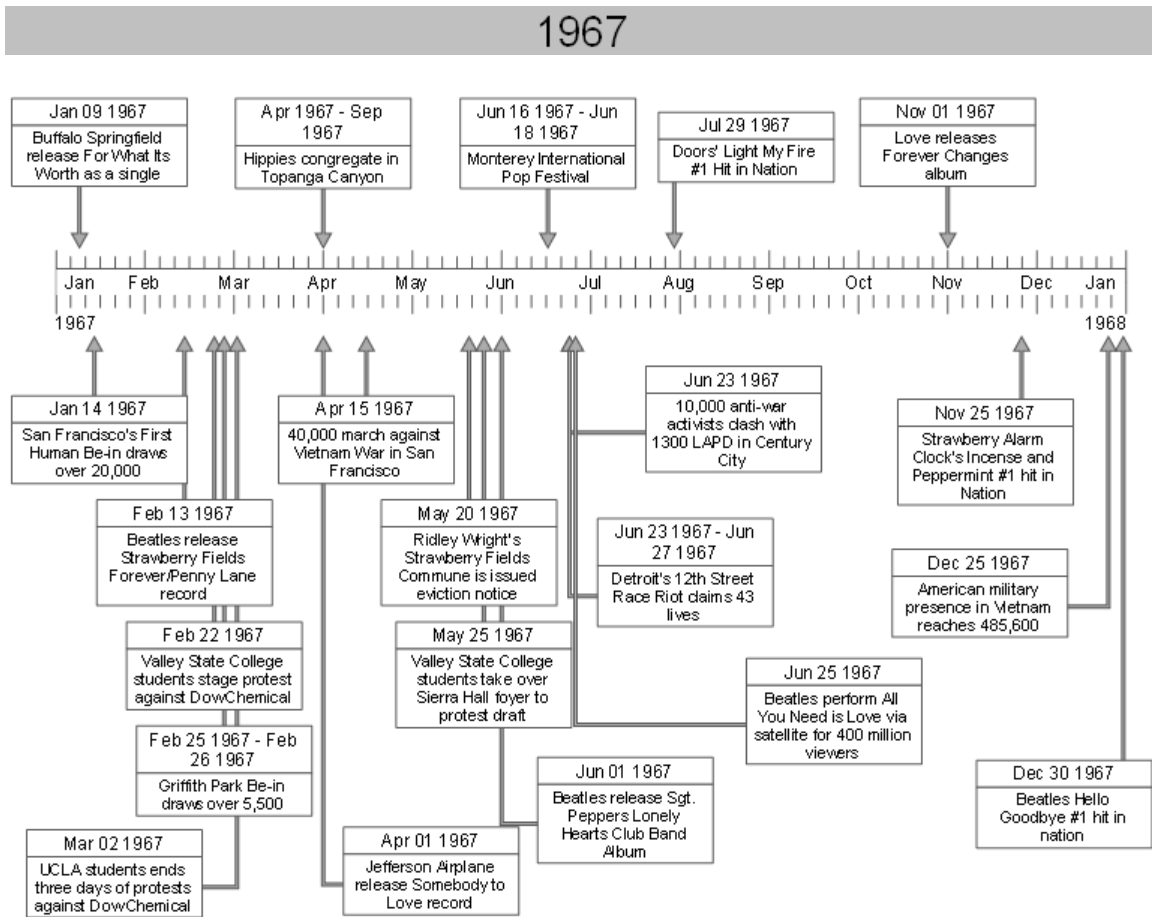 1967
Jan 09 1967
Buffalo Springfield
release For What Its
Worth as a single
Apr 1967 - Sep
1967
Hippies congregate in
Topanga Canyon
Jun 16 1967 - Jun
18 1967
Monterey International
Pop Festival
Jul 29 1967
Doors' Light My Fire
#1 Hit in Nation
Nov 01 1967
Love releases
Forever Changes
album
Jan Feb Mar Apr May Jun Jul Aug Sep Oct Nov Dec Jan
1967 1968
Jan 14 1967
San Francisco's First
Human Be-in draws
over 20,000
Apr 15 1967
40,000 march against
Vietnam War in San
Francisco
Jun 23 1967
10,000 anti-war
activists clash with
1300 LAPD in Century
City
Nov 25 1967
Strawberry Alarm
Clock's Incense and
Peppermint #1 hit in
Nation
Feb 13 1967
Beatles release
Strawberry Fields
Forever/Penny Lane
record
May 20 1967
Ridley Wright's
Strawberry Fields
Commune is issued
eviction notice
Jun 23 1967 - Jun
27 1967
Detroit's 12th Street
Race Riot claims 43
lives
Dec 25 1967
American military
presence in Vietnam
reaches 485,600
Feb 22 1967
Valley State College
students stage protest
against DowChemical
May 25 1967
Valley State College
students take over
Sierra Hall foyer to
protest draft
Jun 25 1967
Beatles perform All
You Need is Love via
satellite for 400 million
viewers
Feb 25 1967 - Feb
26 1967
Griffith Park Be-in
draws over 5,500
Jun 01 1967
Beatles release Sgt.
Peppers Lonely
Hearts Club Band
Album
Dec 30 1967
Beatles Hello
Goodbye #1 hit in
nation
Mar 02 1967
UCLA students ends
three days of protests
against DowChemical
Apr 01 1967
Jefferson Airplane
release Somebody to
Love record